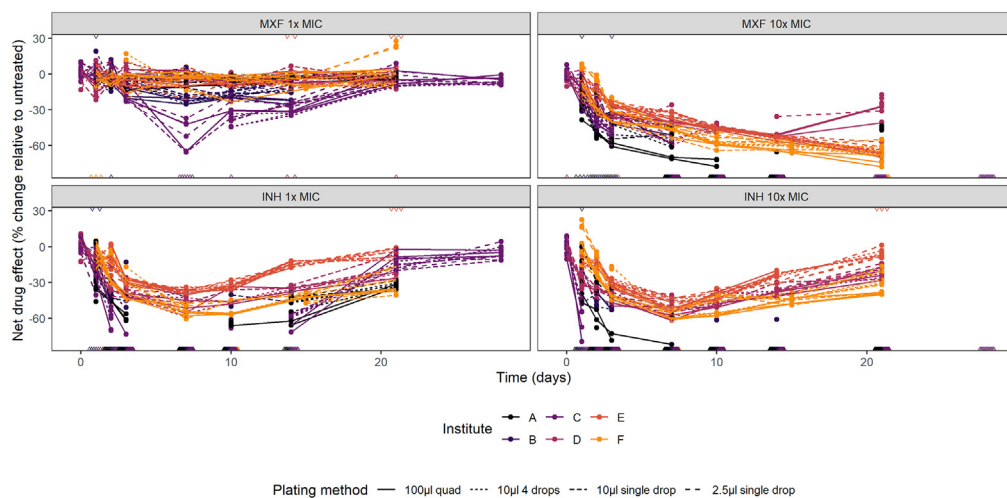 MXF 1x MIC
MXF 10x MIC
30
0
-30
-60
INH 1x MIC
INH 10x MIC
30
0
-30
-60
0
10
20
0
10
20
Net drug effect (% change relative to untreated)
Time (days)
Institute
A
C
E
B
D
F
Plating method
100µl quad
10µl 4 drops
10µl single drop
2.5µl single drop